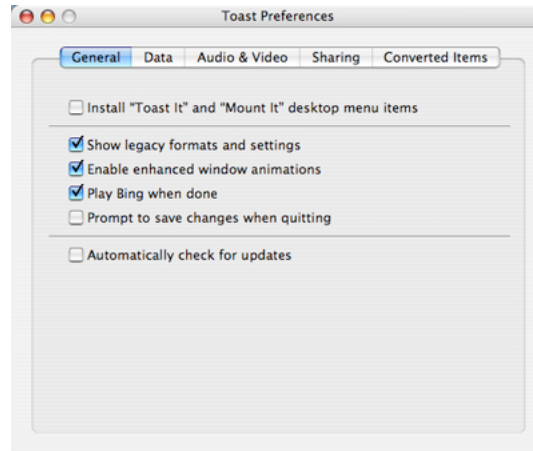 Toast Preferences
General Data Audio & Video Sharing Converted Items
Install "Toast It" and "Mount It" desktop menu items
Show legacy formats and settings
Enable enhanced window animations
Play Bing when done
Prompt to save changes when quitting
Automatically check for updates